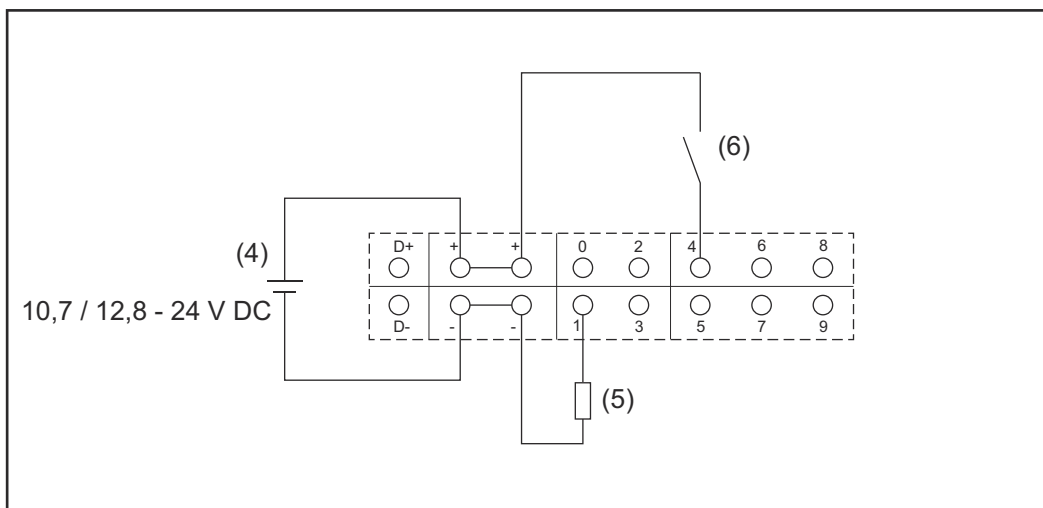 (6)
(4)
10,7 / 12,8 - 24 V DC
D+ + + 0 2 4 6 8
D- - - 1 3 5 7 9
(5)